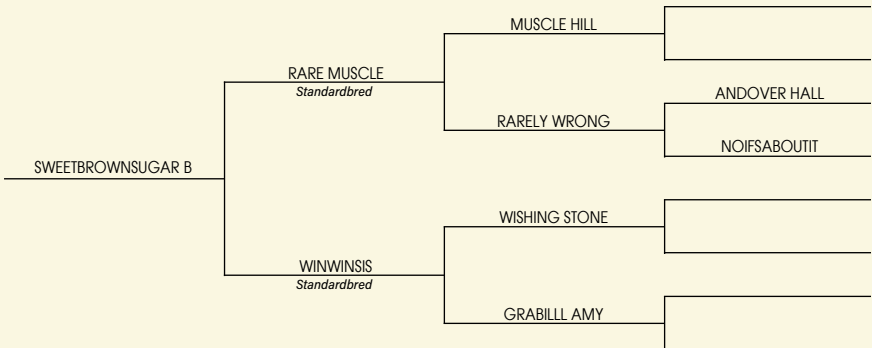 MUSCLE HILL
RARE MUSCLE
Standardbred
ANDOVER HALL
RARELY WRONG
NOIFSABOUTIT
SWEETBROWNSUGAR B
WISHING STONE
WINWINSIS
Standardbred
GRABILLL AMY